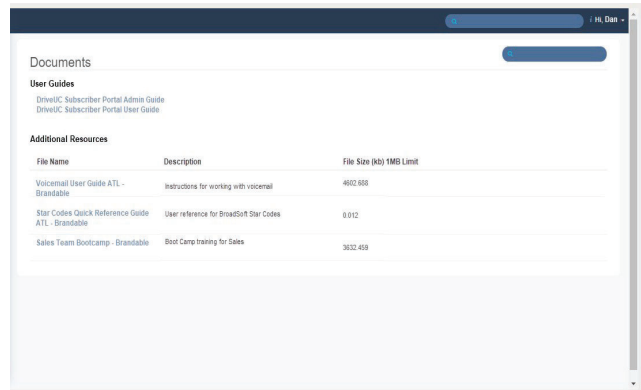 Hi, Dan
Documents
User Guides
DriveUC Subscriber Portal Admin Guide
DriveUC Subscriber Portal User Guide
Additional Resources
File Name Description File Size (kb) 1MB Limit
Voicemail User Guide ATL - Brandable Instructions for working with voicemail 4602.688
Star Codes Quick Reference Guide ATL - Brandable User reference for BroadSoft Star Codes 0.012
Sales Team Bootcamp - Brandable Boot Camp training for Sales 3632.459